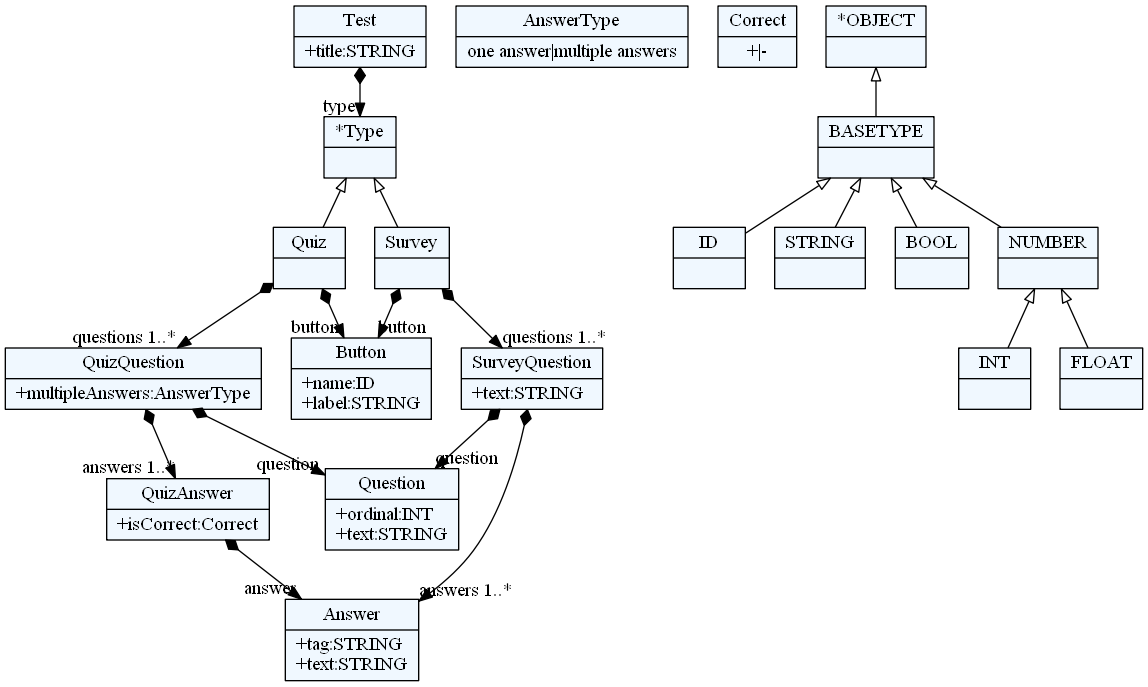 Test
+title:STRING
AnswerType
one answer|multiple answers
Correct
+|-
*OBJECT
type
*Type
BASETYPE
Quiz
Survey
ID
STRING
BOOL
NUMBER
questions 1..*
button
button
questions 1..*
QuizQuestion
+multipleAnswers:AnswerType
Button
+name:ID
+label:STRING
SurveyQuestion
+text:STRING
INT
FLOAT
answers 1..*
question
question
QuizAnswer
+isCorrect:Correct
Question
+ordinal:INT
+text:STRING
answer
answers 1..*
Answer
+tag:STRING
+text:STRING